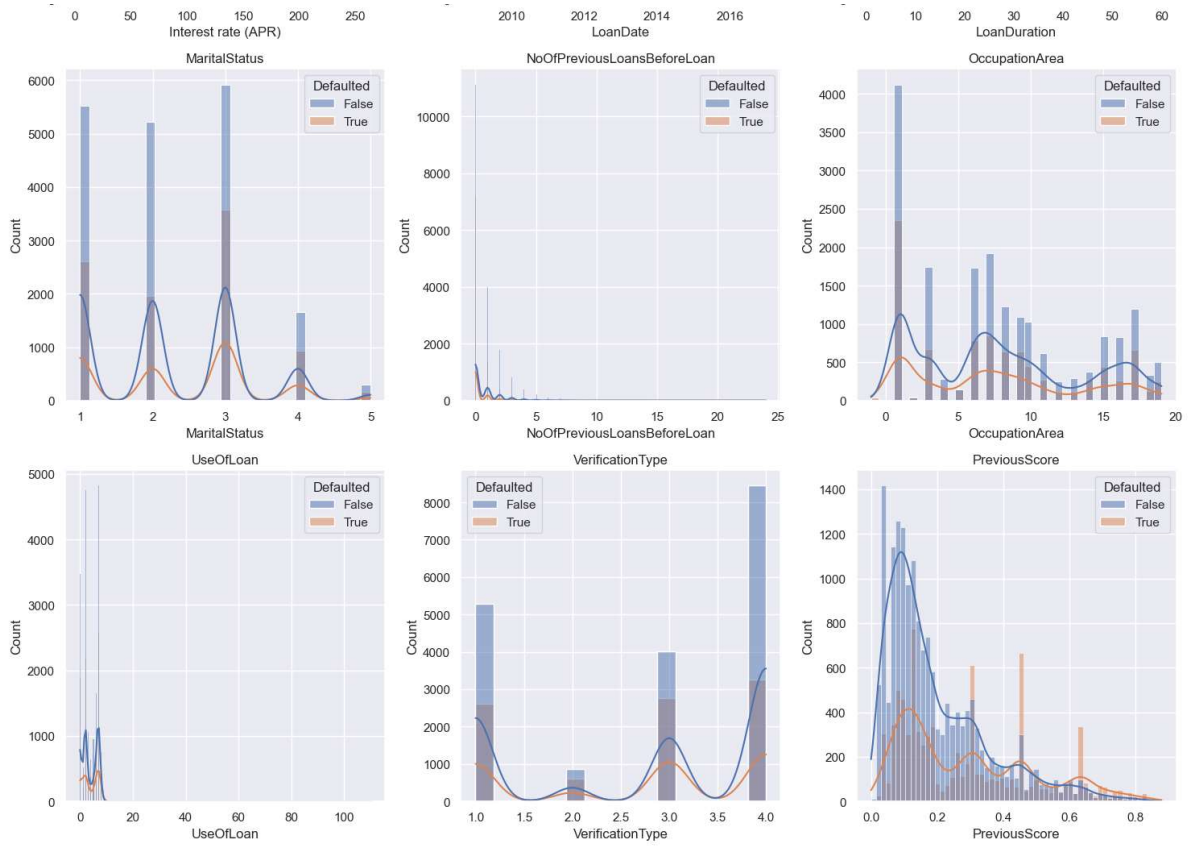 0 50 100 150 200 250
Interest rate (APR)
2010 2012 2014 2016
LoanDate
0 10 20 30 40 50 60
LoanDuration
MaritalStatus
Defaulted
False
True
6000
5000
4000
3000
2000
1000
0
Count
1 2 3 4 5
MaritalStatus
NoOfPreviousLoansBeforeLoan
Defaulted
False
True
10000
8000
6000
4000
2000
0
Count
0 5 10 15 20 25
NoOfPreviousLoansBeforeLoan
OccupationArea
Defaulted
False
True
4000
3500
3000
2500
2000
1500
1000
500
0
Count
0 5 10 15 20
OccupationArea
UseOfLoan
Defaulted
False
True
5000
4000
3000
2000
1000
0
Count
0 20 40 60 80 100
UseOfLoan
VerificationType
Defaulted
False
True
8000
7000
6000
5000
4000
3000
2000
1000
0
Count
1.0 1.5 2.0 2.5 3.0 3.5 4.0
VerificationType
PreviousScore
Defaulted
False
True
1400
1200
1000
800
600
400
200
0
Count
0.0 0.2 0.4 0.6 0.8
PreviousScore